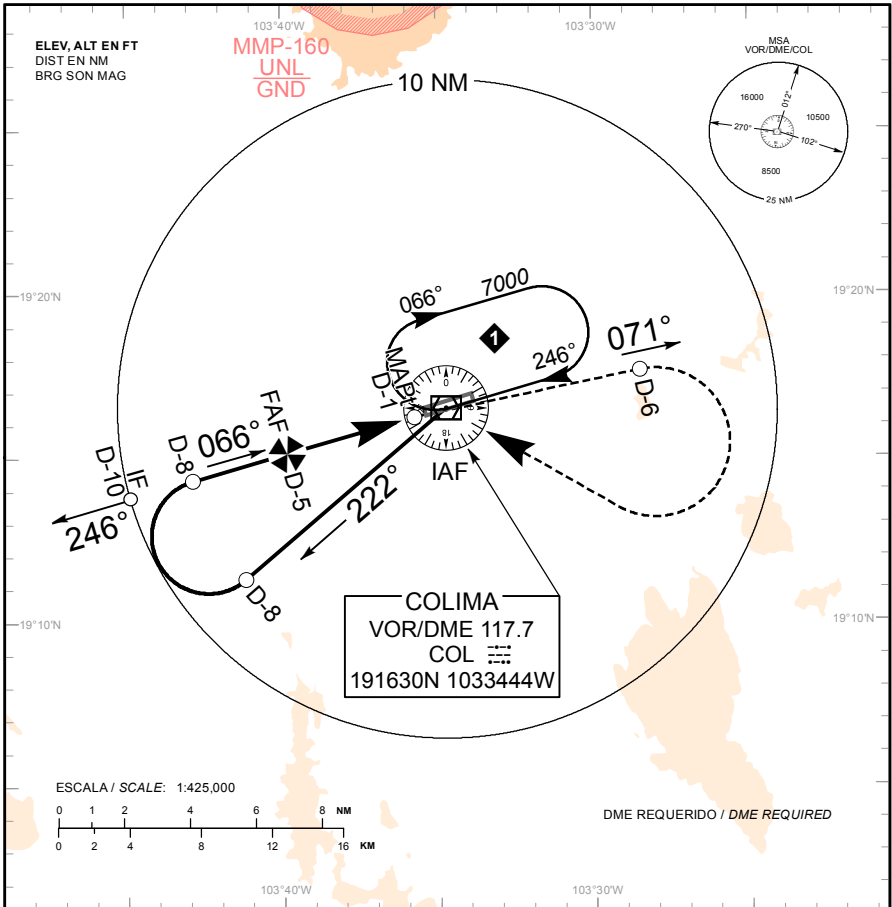 103°40'W
103°30'W
ELEV, ALT EN FT
DIST EN NM
BRG SON MAG
MMP-160
UNL
GND
10 NM
MSA
VOR/DME/COL
16000
012°
10500
270°
102°
8500
25 NM
19°20'N
19°20'N
066°
7000
1
246°
071°
D-6
MAPT
D-1
0
18
IAF
FAF
D-5
066°
D-8
IF
D-10
246°
222°
D-8
COLIMA
VOR/DME 117.7
COL
191630N 1033444W
19°10'N
19°10'N
ESCALA / SCALE: 1:425,000
0 1 2 4 6 8 NM
0 2 4 8 12 16 KM
DME REQUERIDO / DME REQUIRED
103°40'W
103°30'W